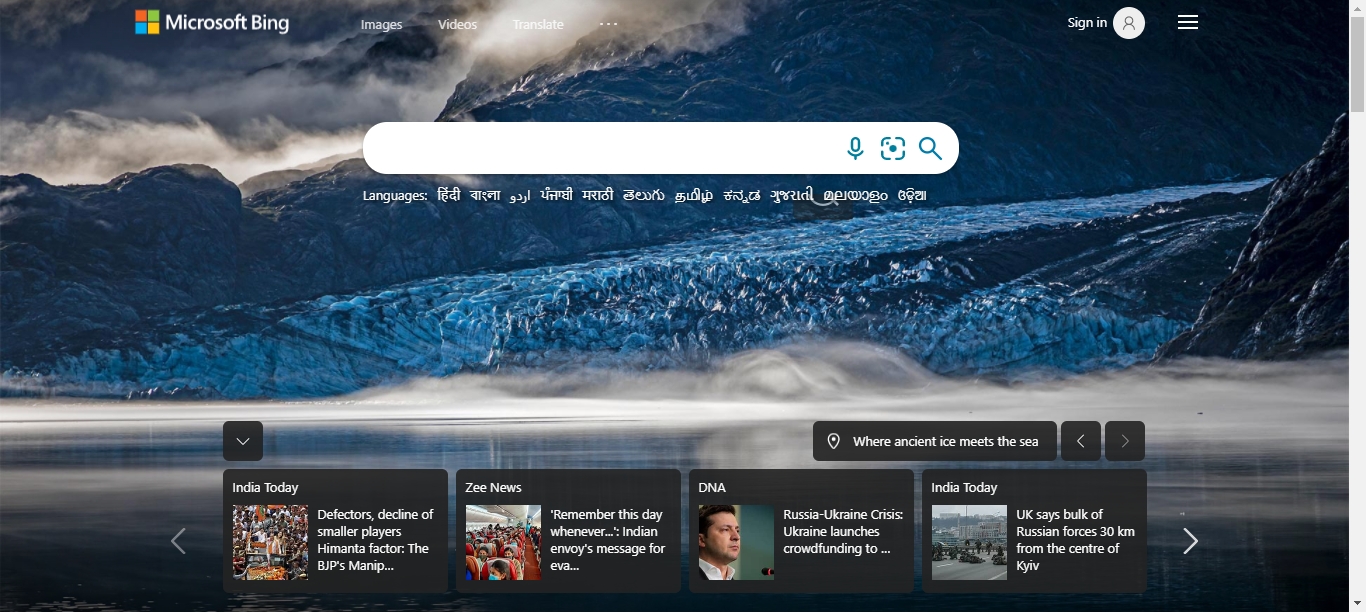 Microsoft Bing
Images Videos Translate ...
Sign in
Languages: हिंदी বাংলা اردو ਪੰਜਾਬੀ मराठी తెలుగు தமிழ் ಕನ್ನಡ ગુજરાતી മലയാളം ଓଡ଼ିଆ
Where ancient ice meets the sea
India Today
Defectors, decline of
smaller players
Himanta factor: The
BJP's Manip...
Zee News
'Remember this day
whenever...': Indian
envoy's message for
eva...
DNA
Russia-Ukraine Crisis:
Ukraine launches
crowdfunding to ...
India Today
UK says bulk of
Russian forces 30 km
from the centre of
Kyiv